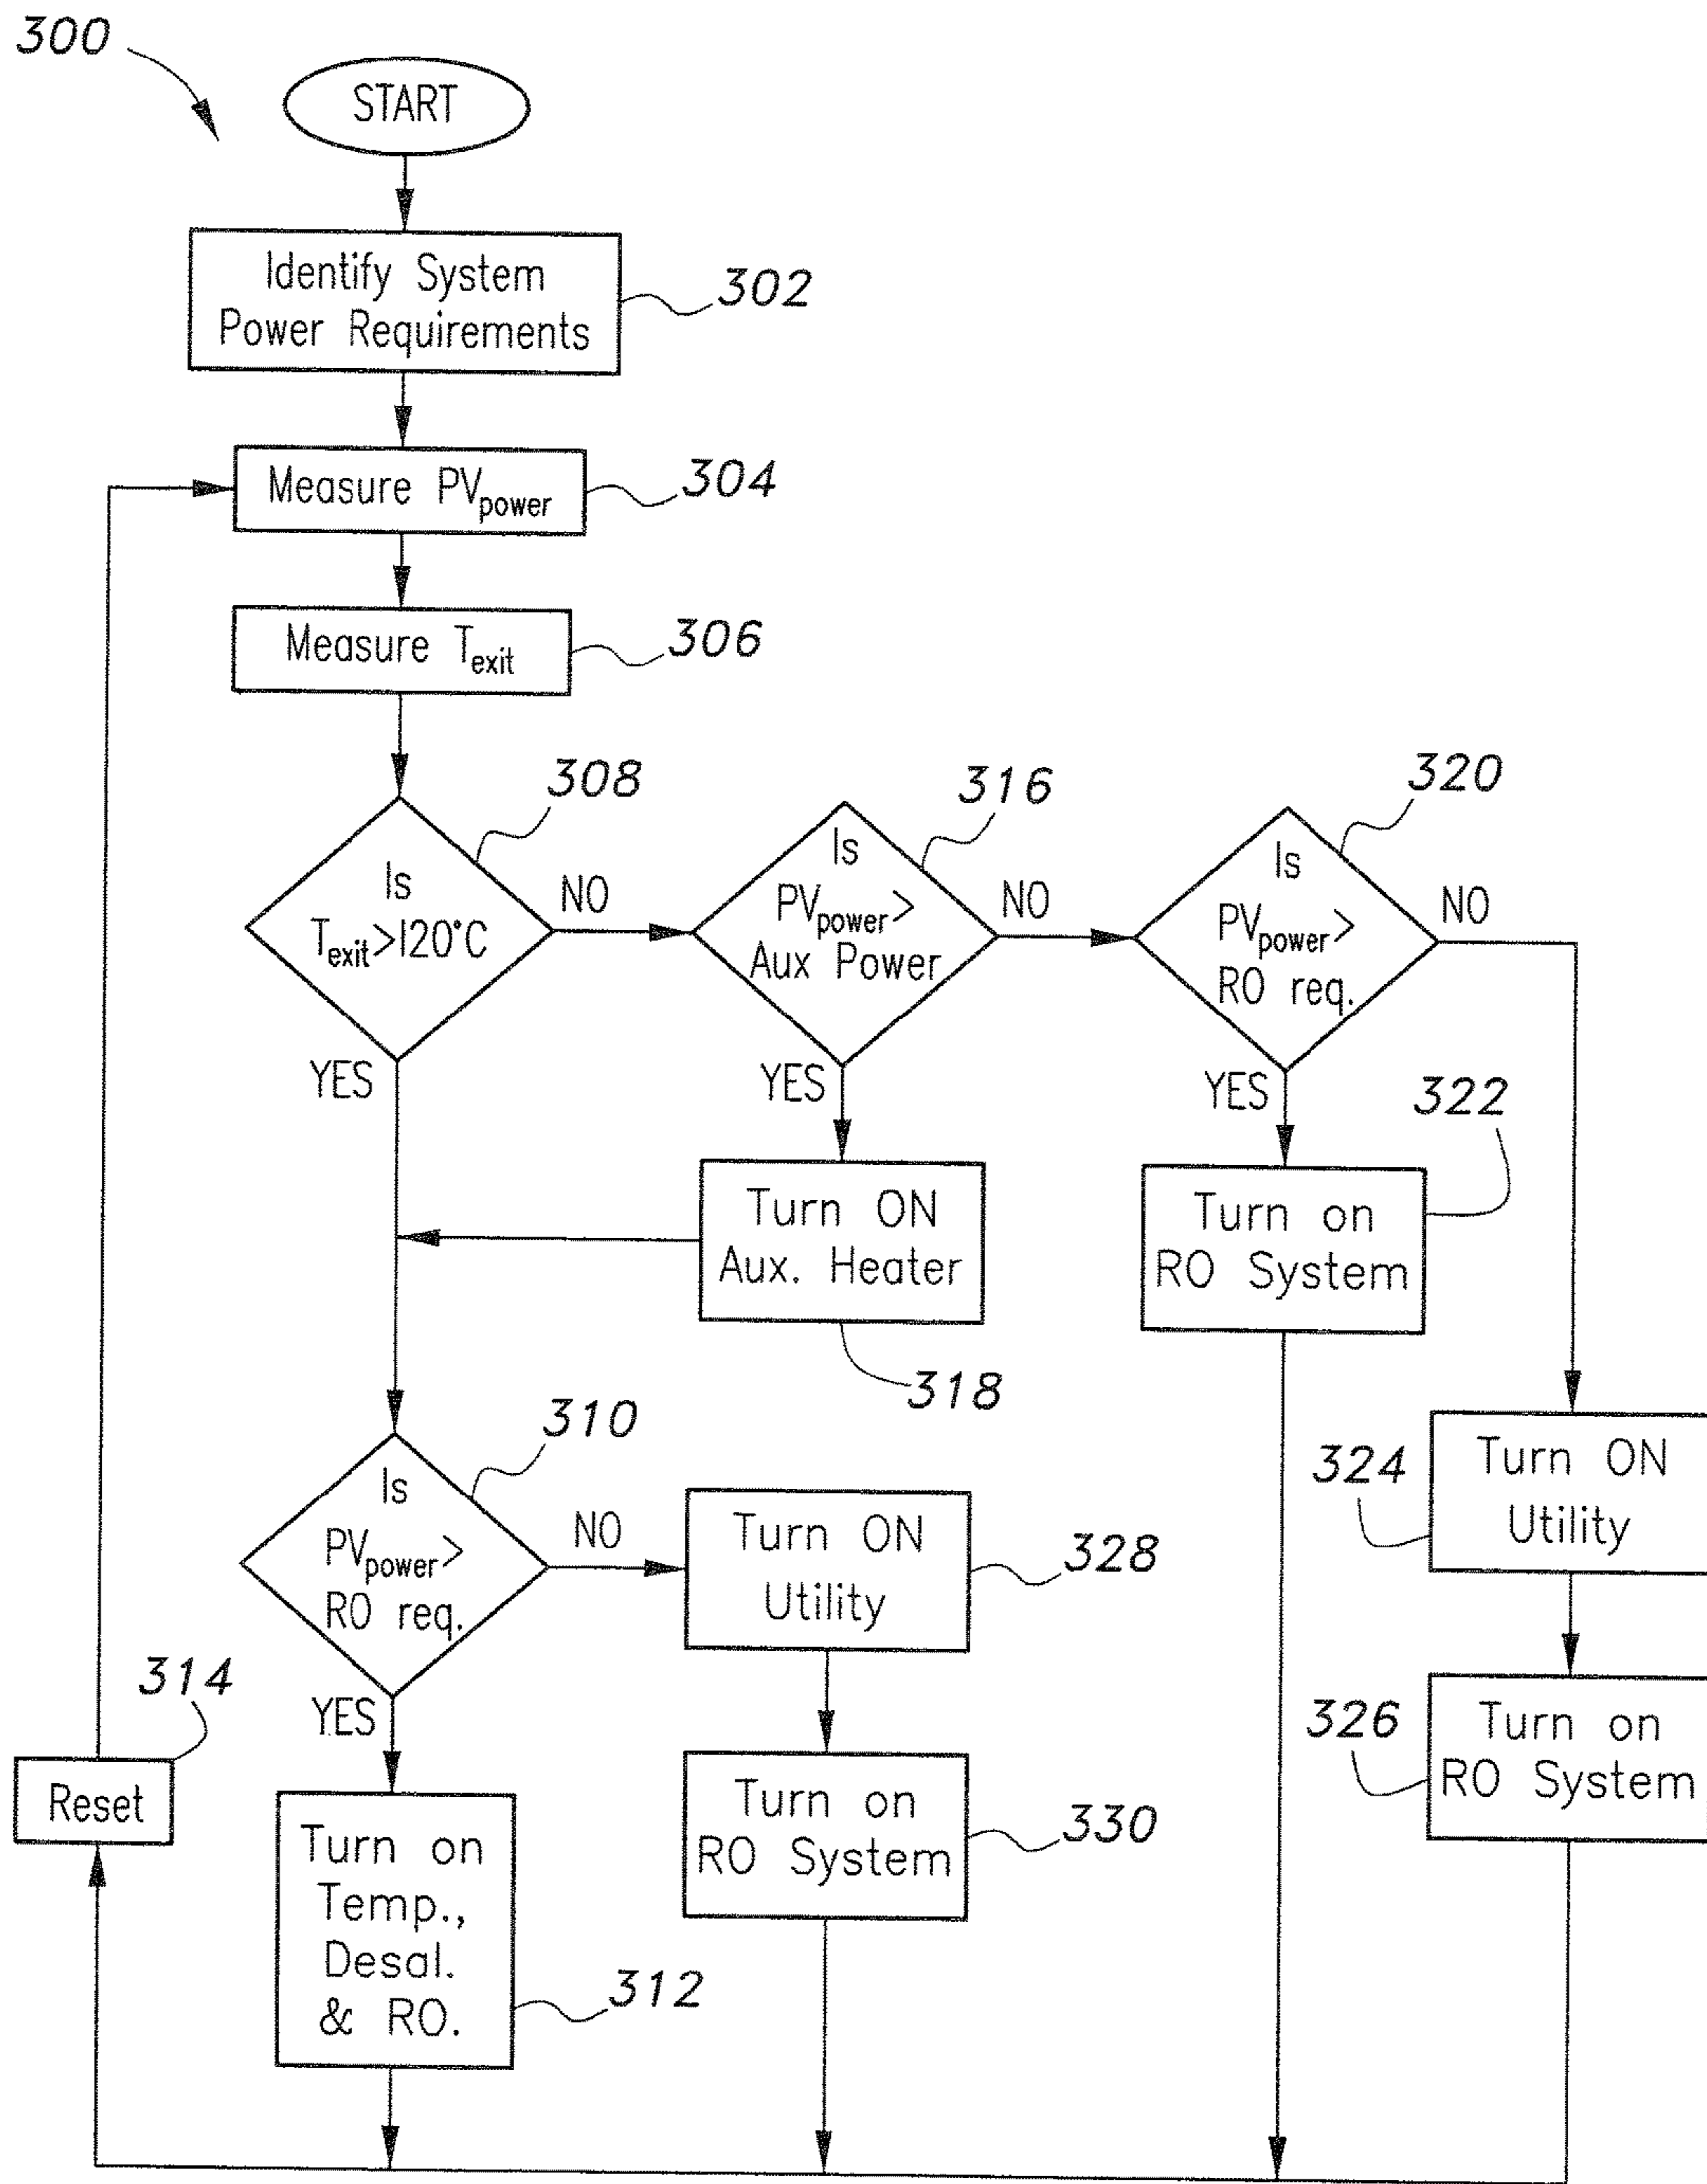 300
START
Identify System
Power Requirements
302
Measure PVpower
304
Measure Texit
306
308
Is
Texit>120°C
NO
YES
316
Is
PVpower>
Aux Power
NO
YES
320
Is
PVpower>
RO req.
NO
YES
322
Turn on
RO System
Turn ON
Aux. Heater
318
310
Is
PVpower>
RO req.
NO
YES
Turn ON
Utility
328
324
Turn ON
Utility
314
Reset
Turn on
Temp.,
Desal.
& RO.
312
Turn on
RO System
330
326
Turn on
RO System